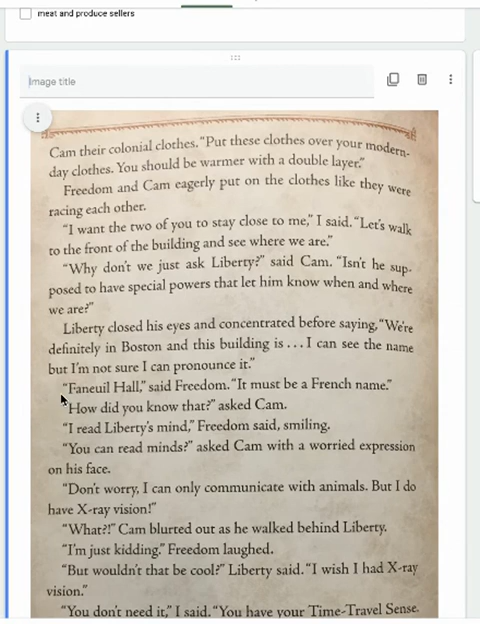 meat and produce sellers
Image title
Cam their colonial clothes. “Put these clothes over your modern-
day clothes. You should be warmer with a double layer.”
Freedom and Cam eagerly put on the clothes like they were
racing each other.
“I want the two of you to stay close to me,” I said. “Let’s walk
to the front of the building and see where we are.”
“Why don’t we just ask Liberty?” said Cam. “Isn’t he sup-
posed to have special powers that let him know when and where
we are?”
Liberty closed his eyes and concentrated before saying, “We’re
definitely in Boston and this building is . . . I can see the name
but I’m not sure I can pronounce it.”
“Faneuil Hall,” said Freedom. “It must be a French name.”
“How did you know that?” asked Cam.
“I read Liberty’s mind,” Freedom said, smiling.
“You can read minds?” asked Cam with a worried expression
on his face.
“Don’t worry, I can only communicate with animals. But I do
have X-ray vision!”
“What?!” Cam blurted out as he walked behind Liberty.
“I’m just kidding.” Freedom laughed.
“But wouldn’t that be cool?” Liberty said. “I wish I had X-ray
vision.”
“You don’t need it,” I said. “You have your Time-Travel Sense.